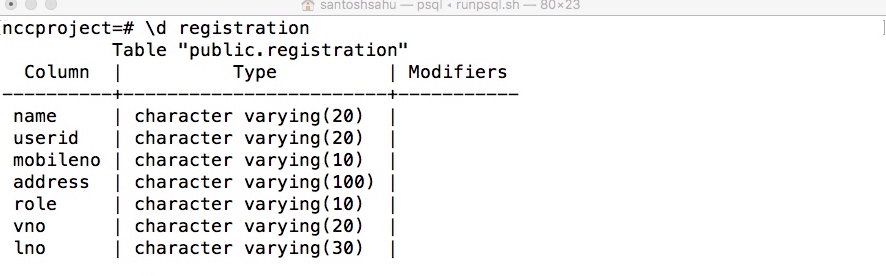 santoshsahu — psql • runpsql.sh — 80×23
[nccproject=# \d registration ]
Table "public.registration"
Column | Type | Modifiers
----------+------------------------+-----------
name | character varying(20) |
userid | character varying(20) |
mobileno | character varying(10) |
address | character varying(100) |
role | character varying(10) |
vno | character varying(20) |
lno | character varying(30) |